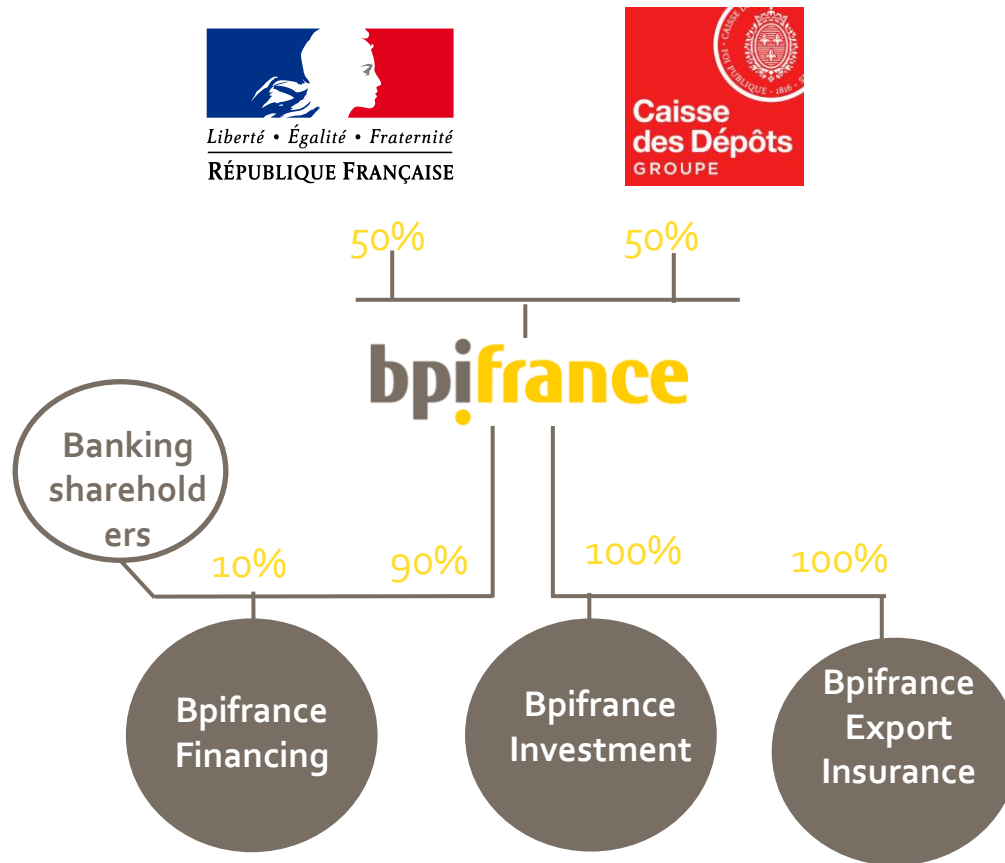 Liberté • Égalité • Fraternité
RÉPUBLIQUE FRANÇAISE
Caisse
des Dépôts
GROUPE
50%
50%
bpifrance
Banking
sharehold
ers
10%
90%
100%
100%
Bpifrance
Financing
Bpifrance
Investment
Bpifrance
Export
Insurance